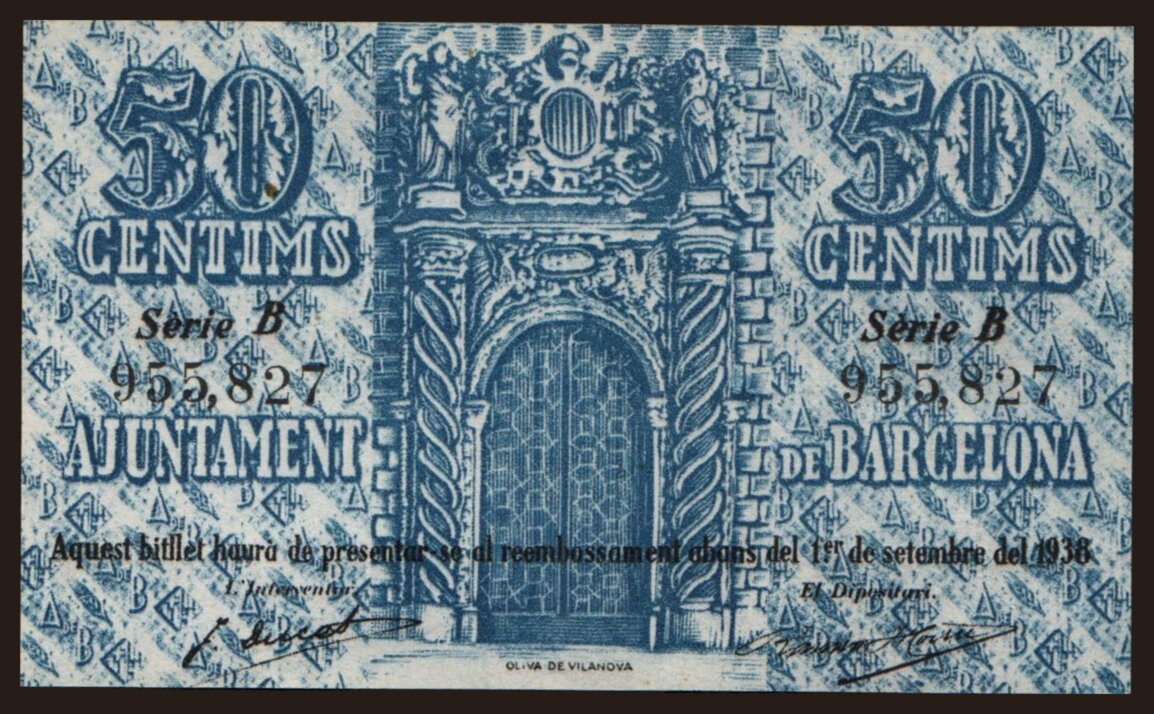 50 50
CENTIMS CENTIMS
Sèrie B Sèrie B
955,827 955,827
AJUNTAMENT DE BARCELONA
Aquest bitllet haurà de presentar-se al reembossament abans del 1er de setembre del 1938
L'Interventor, El Dipositari.
OLIVA DE VILANOVA